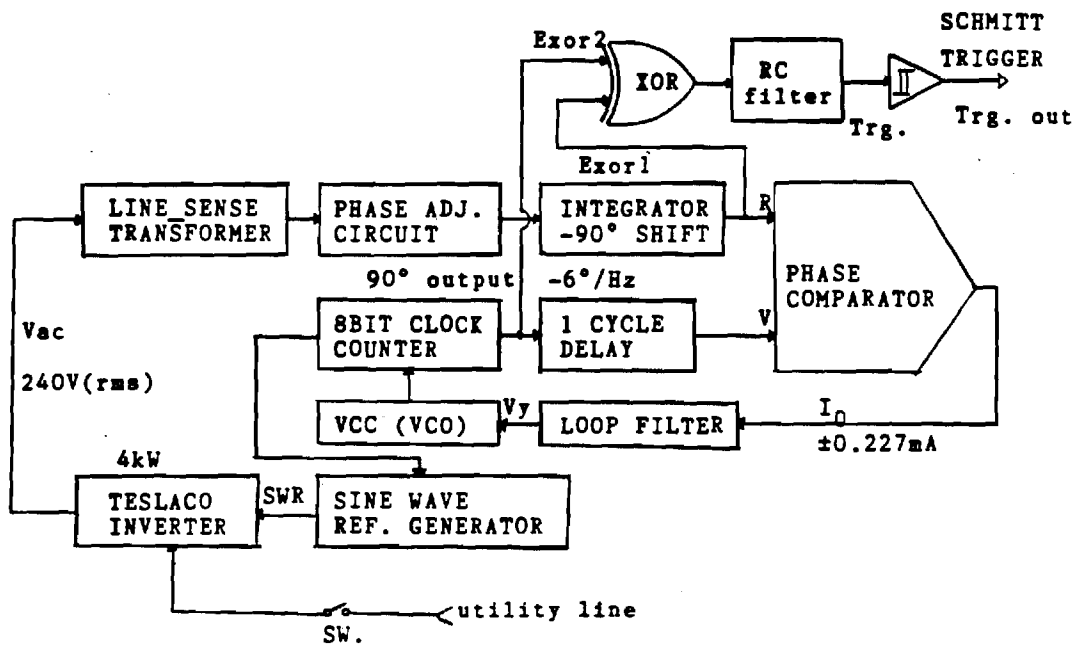 SCHMITT
TRIGGER
Exor2
XOR
RC
filter
Trg.
Trg. out
Exor1
LINE_SENSE
TRANSFORMER
PHASE ADJ.
CIRCUIT
INTEGRATOR
-90° SHIFT
R
PHASE
COMPARATOR
90° output
-6°/Hz
8BIT CLOCK
COUNTER
1 CYCLE
DELAY
V
Vac
240V(rms)
VCC (VCO)
Vy
LOOP FILTER
I0
±0.227mA
4kW
TESLACO
INVERTER
SWR
SINE WAVE
REF. GENERATOR
utility line
SW.